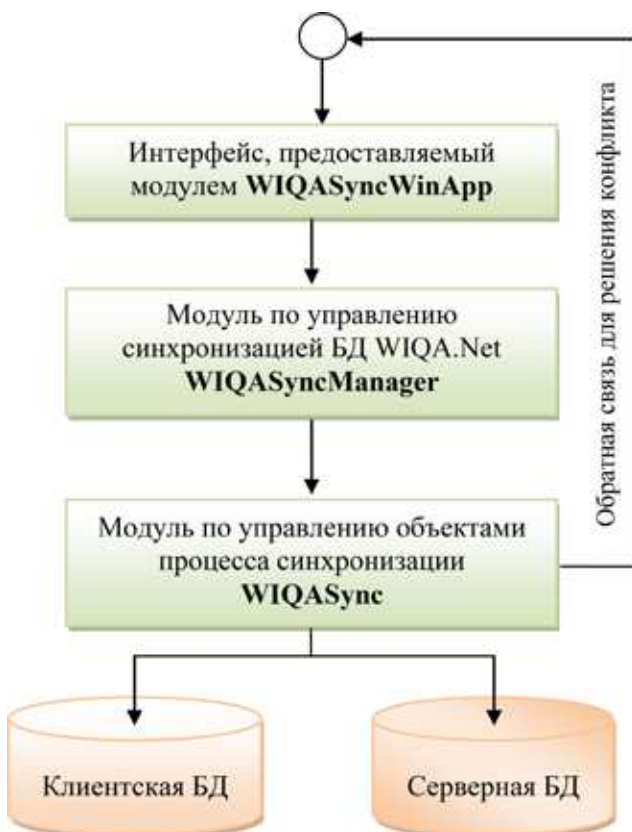 Интерфейс, предоставляемый
модулем WIQASyncWinApp
Модуль по управлению
синхронизацией БД WIQA.Net
WIQASyncManager
Модуль по управлению объектами
процесса синхронизации
WIQASync
Обратная связь для решения конфликта
Клиентская БД
Серверная БД